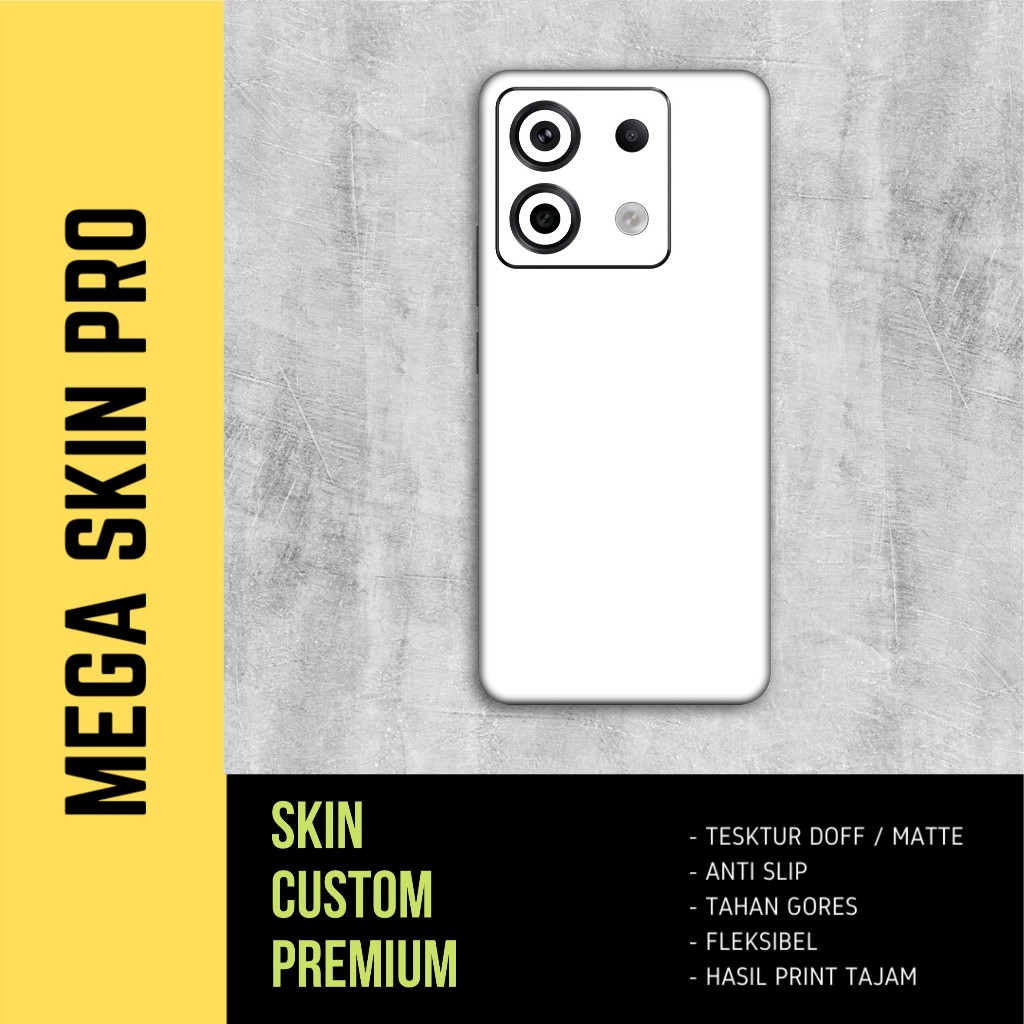 MEGA SKIN PRO
SKIN
CUSTOM
PREMIUM
- TESKTUR DOFF / MATTE
- ANTI SLIP
- TAHAN GORES
- FLEKSIBEL
- HASIL PRINT TAJAM